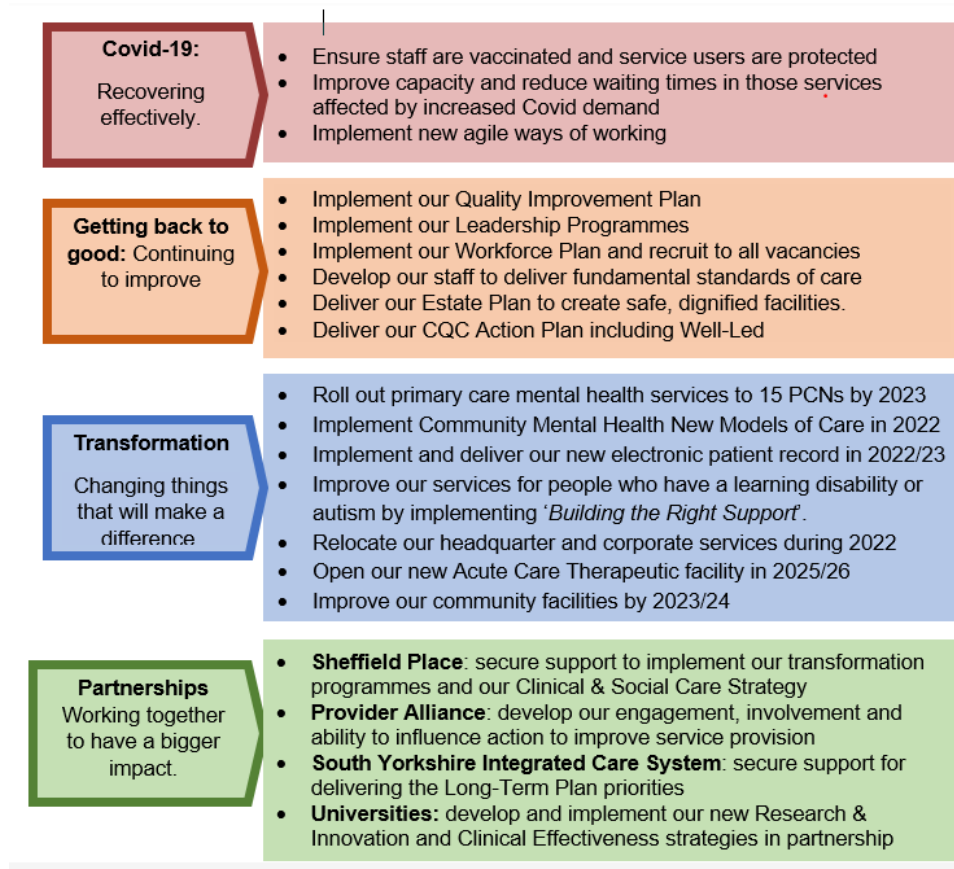 Covid-19:
Recovering
effectively.
• Ensure staff are vaccinated and service users are protected
• Improve capacity and reduce waiting times in those services
affected by increased Covid demand
• Implement new agile ways of working
Getting back to
good: Continuing
to improve
• Implement our Quality Improvement Plan
• Implement our Leadership Programmes
• Implement our Workforce Plan and recruit to all vacancies
• Develop our staff to deliver fundamental standards of care
• Deliver our Estate Plan to create safe, dignified facilities.
• Deliver our CQC Action Plan including Well-Led
Transformation
Changing things
that will make a
difference
• Roll out primary care mental health services to 15 PCNs by 2023
• Implement Community Mental Health New Models of Care in 2022
• Implement and deliver our new electronic patient record in 2022/23
• Improve our services for people who have a learning disability or
autism by implementing ‘Building the Right Support’.
• Relocate our headquarter and corporate services during 2022
• Open our new Acute Care Therapeutic facility in 2025/26
• Improve our community facilities by 2023/24
Partnerships
Working together
to have a bigger
impact.
• Sheffield Place: secure support to implement our transformation
programmes and our Clinical & Social Care Strategy
• Provider Alliance: develop our engagement, involvement and
ability to influence action to improve service provision
• South Yorkshire Integrated Care System: secure support for
delivering the Long-Term Plan priorities
• Universities: develop and implement our new Research &
Innovation and Clinical Effectiveness strategies in partnership